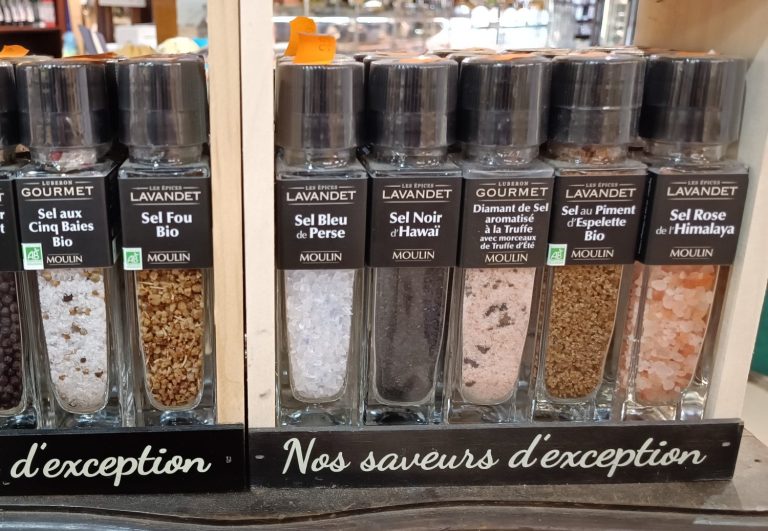 LUBERON
GOURMET
Sel aux
Cinq Baies
Bio
AB
MOULIN
LES ÉPICES
LAVANDET
Sel Fou
Bio
AB
MOULIN
LES ÉPICES
LAVANDET
Sel Bleu
de Perse
MOULIN
LES ÉPICES
LAVANDET
Sel Noir
d'Hawaï
MOULIN
LUBERON
GOURMET
Diamant de Sel
aromatisé
à la Truffe
avec morceaux
de Truffe d'Été
MOULIN
LES ÉPICES
LAVANDET
Sel au Piment
d'Espelette
Bio
AB
MOULIN
LES ÉPICES
LAVANDET
Sel Rose
de l'Himalaya
MOULIN
d'exception
Nos saveurs d'exception